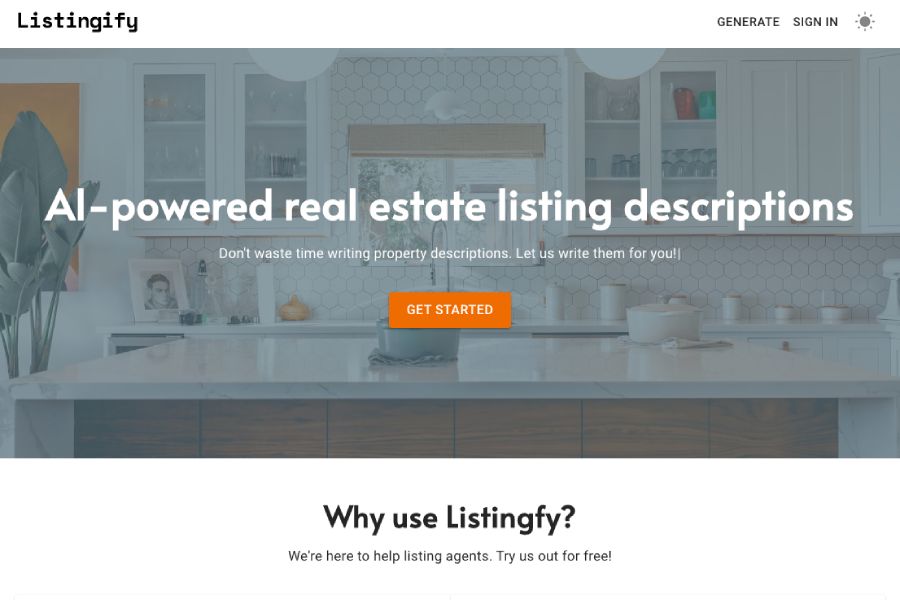 Listingify
GENERATE SIGN IN
AI-powered real estate listing descriptions
Don't waste time writing property descriptions. Let us write them for you!|
GET STARTED
Why use Listingfy?
We're here to help listing agents. Try us out for free!